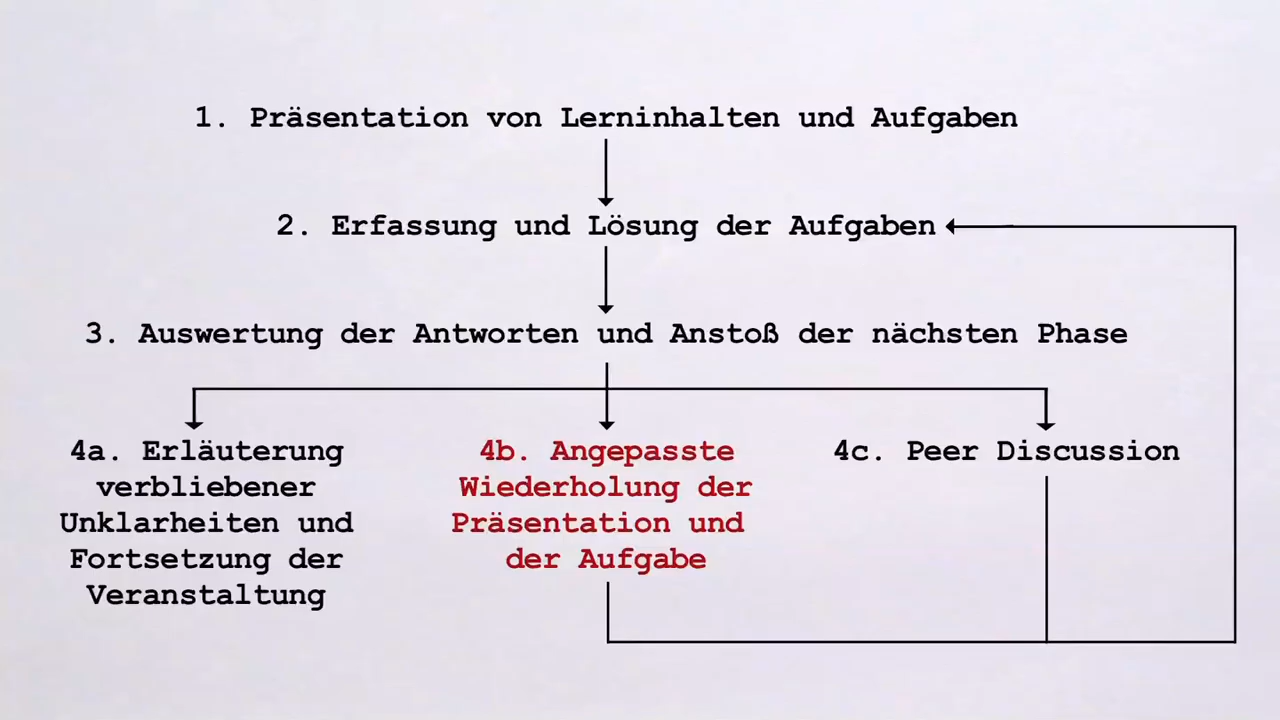 1. Präsentation von Lerninhalten und Aufgaben
2. Erfassung und Lösung der Aufgaben
3. Auswertung der Antworten und Anstoß der nächsten Phase
4a. Erläuterung
verbliebener
Unklarheiten und
Fortsetzung der
Veranstaltung
4b. Angepasste
Wiederholung der
Präsentation und
der Aufgabe
4c. Peer Discussion